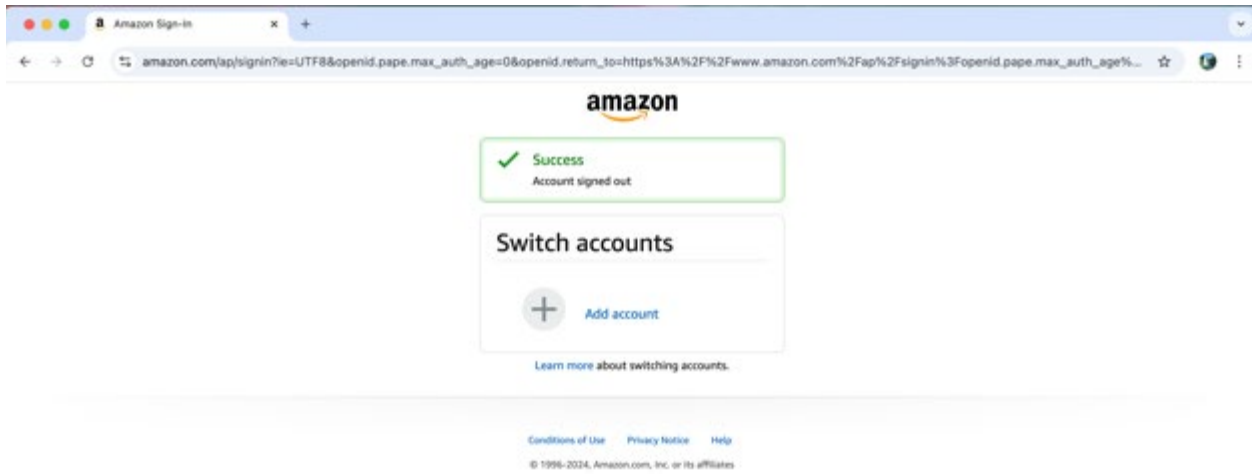 Amazon Sign-In
amazon.com/ap/signin?ie=UTF8&openid.pape.max_auth_age=0&openid.return_to=https%3A%2F%2Fwww.amazon.com%2Fap%2Fsignin%3Fopenid.pape.max_auth_age%...
amazon
Success
Account signed out
Switch accounts
Add account
Learn more about switching accounts.
Conditions of Use Privacy Notice Help
© 1996-2024, Amazon.com, Inc. or its affiliates